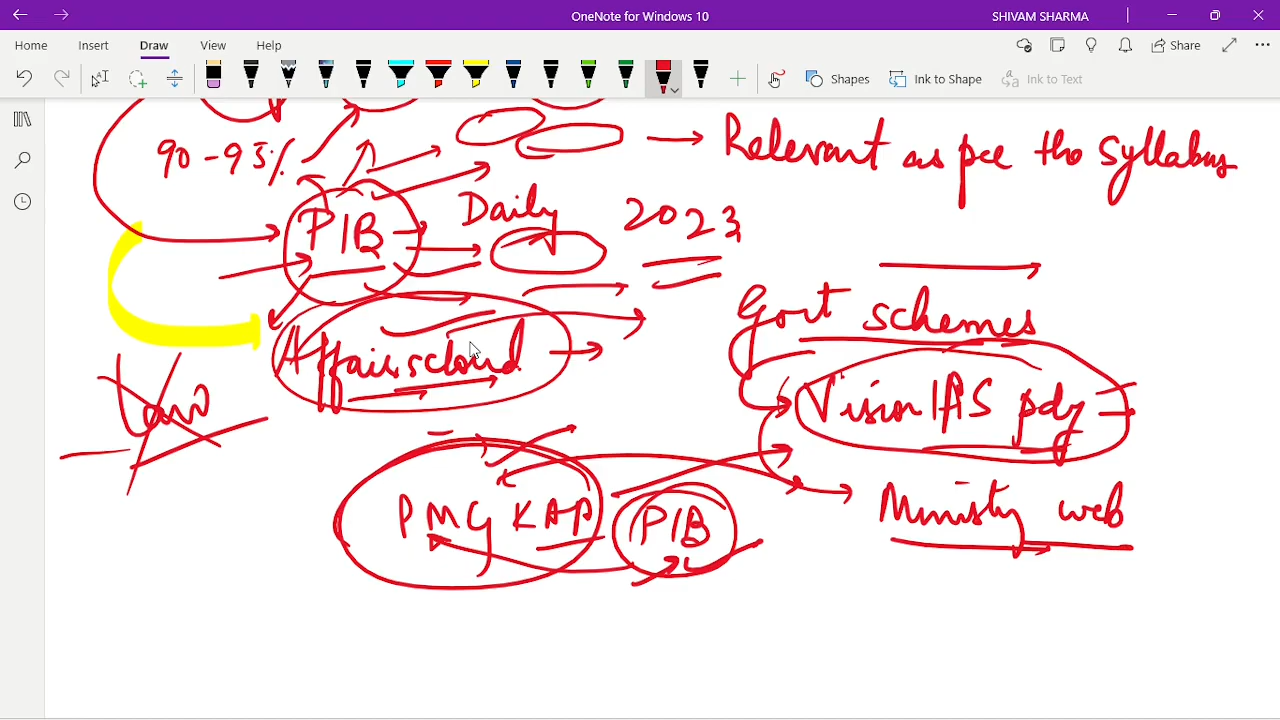 OneNote for Windows 10
SHIVAM SHARMA
Home Insert Draw View Help
Share
Shapes
Ink to Shape
Ink to Text
90-95%
Relevant as per the syllabus
PIB
Daily
2023
Affairscloud
Govt schemes
Vision IAS pdf
Ministry web
PMGKAP
PIB